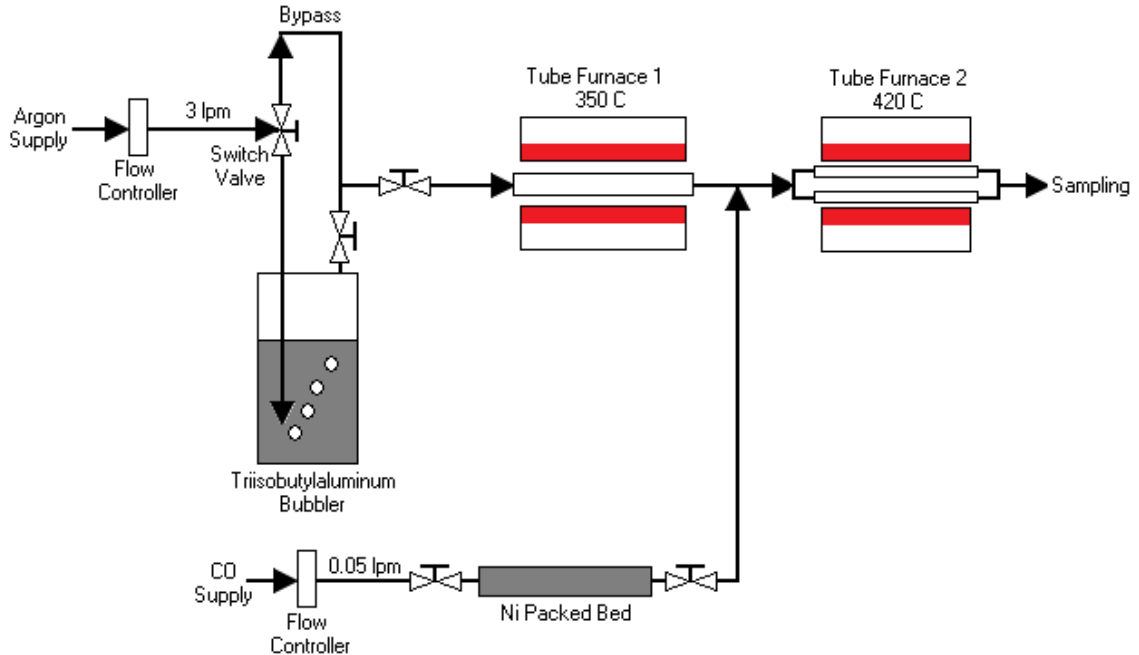 Bypass
Tube Furnace 1
350 C
Tube Furnace 2
420 C
Argon
Supply
3 lpm
Flow
Controller
Switch
Valve
Sampling
Triisobutylaluminum
Bubbler
CO
Supply
0.05 lpm
Flow
Controller
Ni Packed Bed